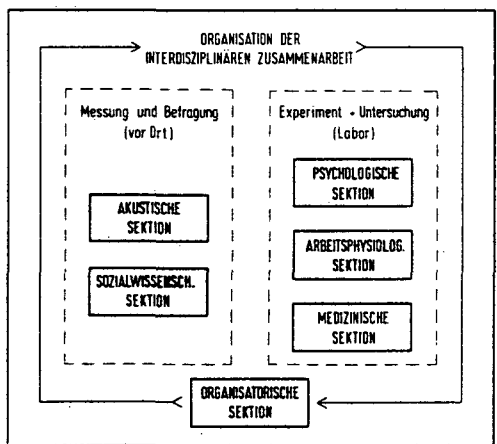 ORGANISATION DER
INTERDISZIPLINÄREN ZUSAMMENARBEIT
Messung und Befragung
(vor Ort)
AKUSTISCHE
SEKTION
SOZIALWISSENSCH.
SEKTION
Experiment + Untersuchung
(Labor)
PSYCHOLOGISCHE
SEKTION
ARBEITSPHYSIOLOG.
SEKTION
MEDIZINISCHE
SEKTION
ORGANISATORISCHE
SEKTION